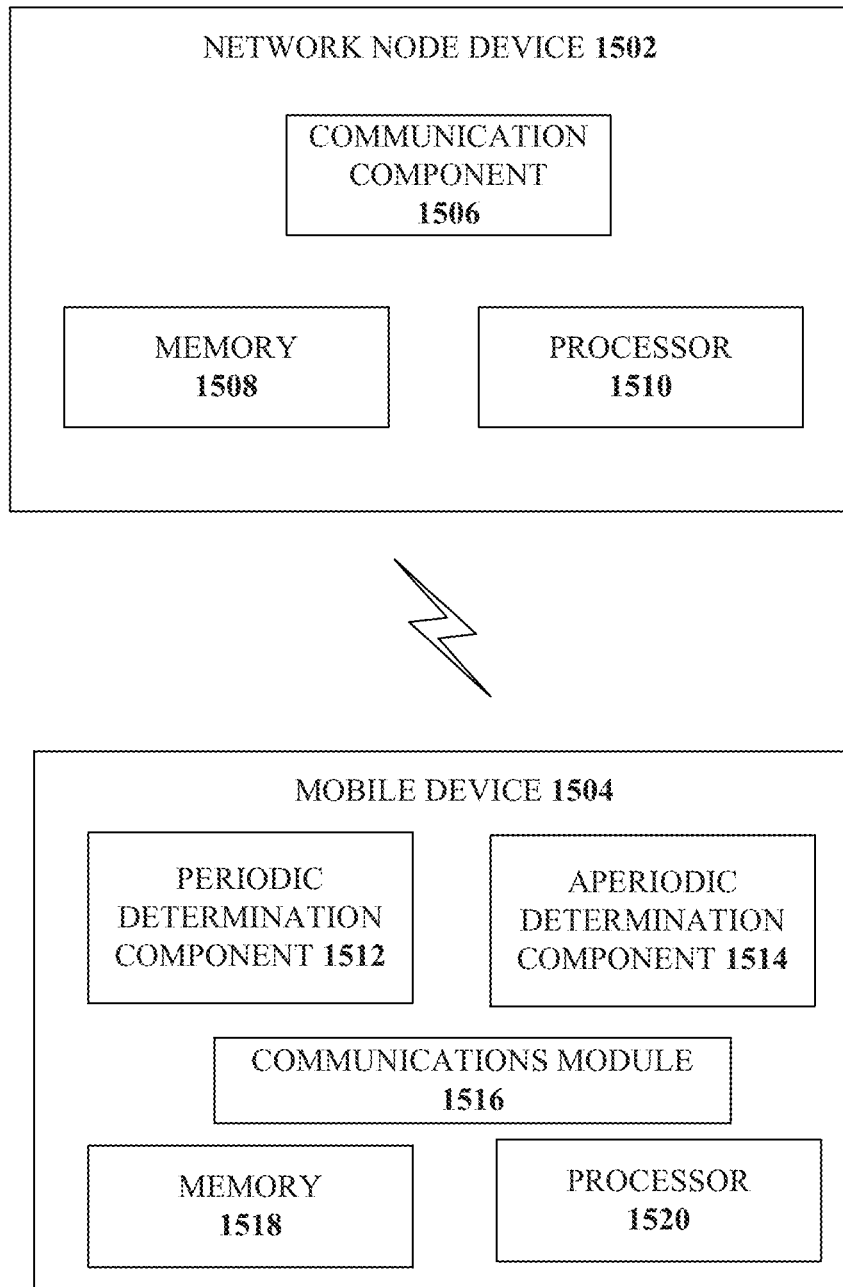 NETWORK NODE DEVICE 1502
COMMUNICATION
COMPONENT
1506
MEMORY
1508
PROCESSOR
1510
MOBILE DEVICE 1504
PERIODIC
DETERMINATION
COMPONENT 1512
APERIODIC
DETERMINATION
COMPONENT 1514
COMMUNICATIONS MODULE
1516
MEMORY
1518
PROCESSOR
1520